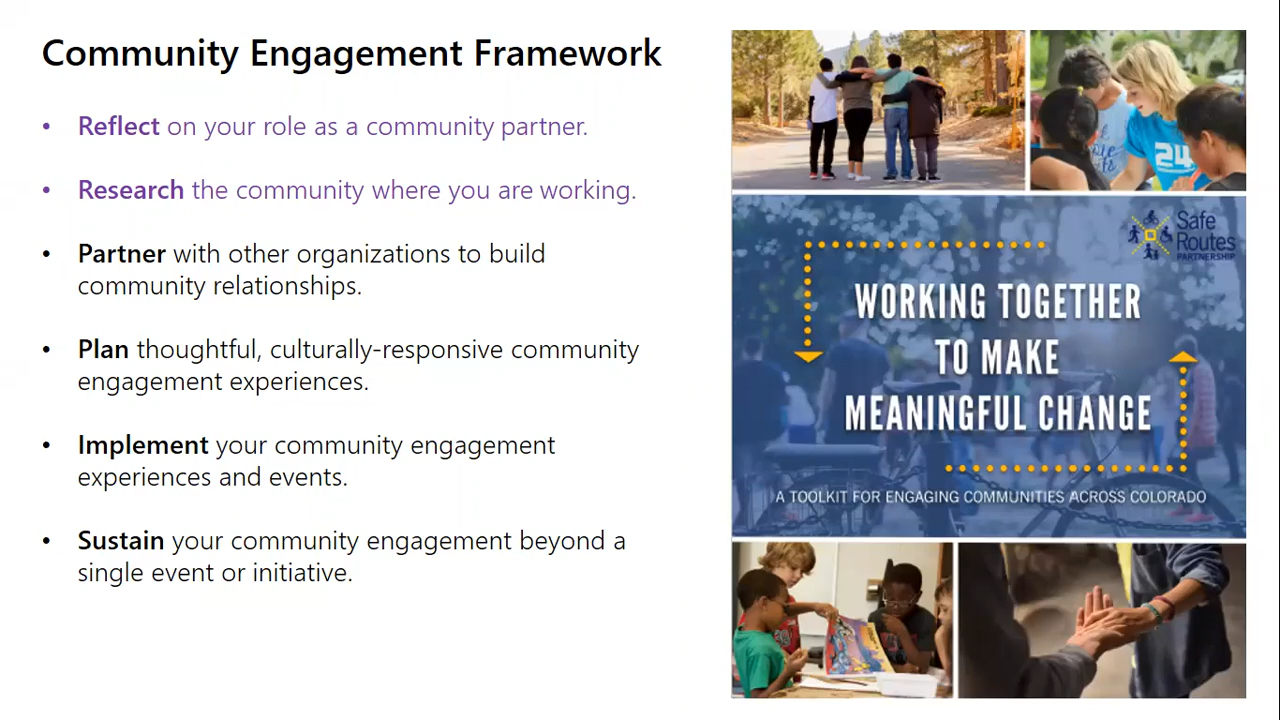 Community Engagement Framework
• Reflect on your role as a community partner.
• Research the community where you are working.
• Partner with other organizations to build
community relationships.
• Plan thoughtful, culturally-responsive community
engagement experiences.
• Implement your community engagement
experiences and events.
• Sustain your community engagement beyond a
single event or initiative.
24
Safe
Routes
PARTNERSHIP
WORKING TOGETHER
TO MAKE
MEANINGFUL CHANGE
A TOOLKIT FOR ENGAGING COMMUNITIES ACROSS COLORADO